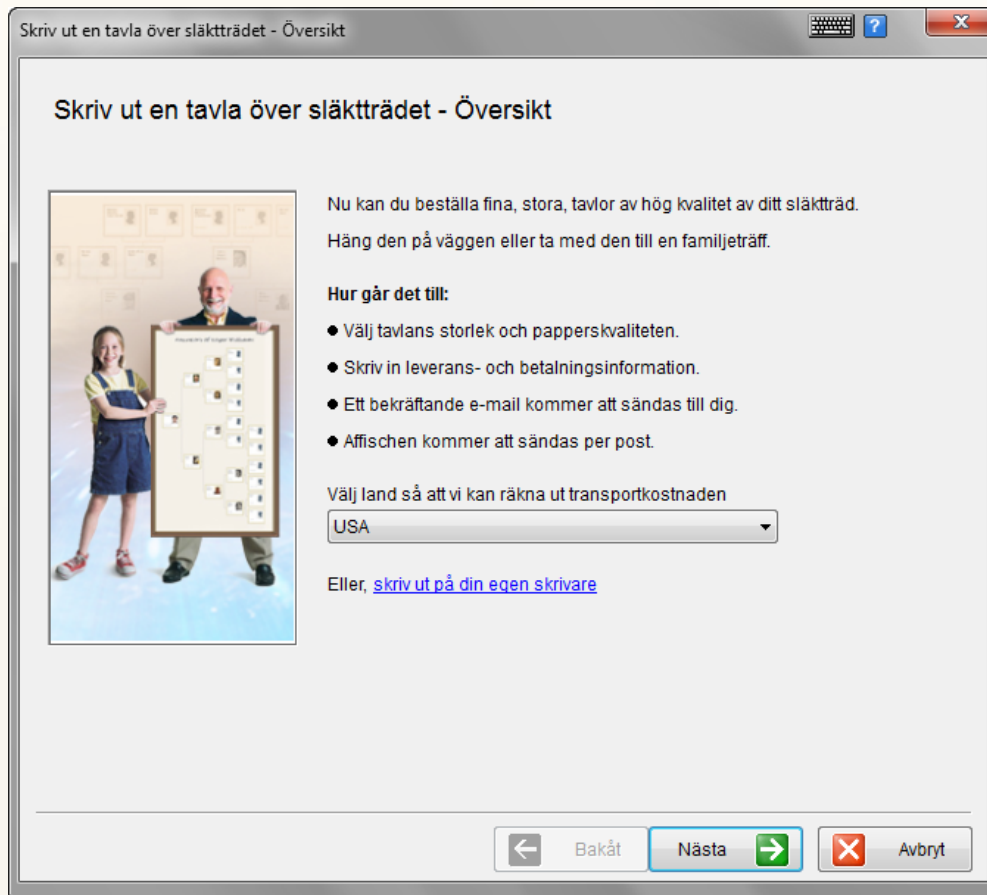 Skriv ut en tavla över släktträdet - Översikt
Skriv ut en tavla över släktträdet - Översikt
Nu kan du beställa fina, stora, tavlor av hög kvalitet av ditt släktträd.
Häng den på väggen eller ta med den till en familjeträff.
Hur går det till:
● Välj tavlans storlek och papperskvaliteten.
● Skriv in leverans- och betalningsinformation.
● Ett bekräftande e-mail kommer att sändas till dig.
● Affischen kommer att sändas per post.
Välj land så att vi kan räkna ut transportkostnaden
USA
Eller, skriv ut på din egen skrivare
Bakåt Nästa Avbryt